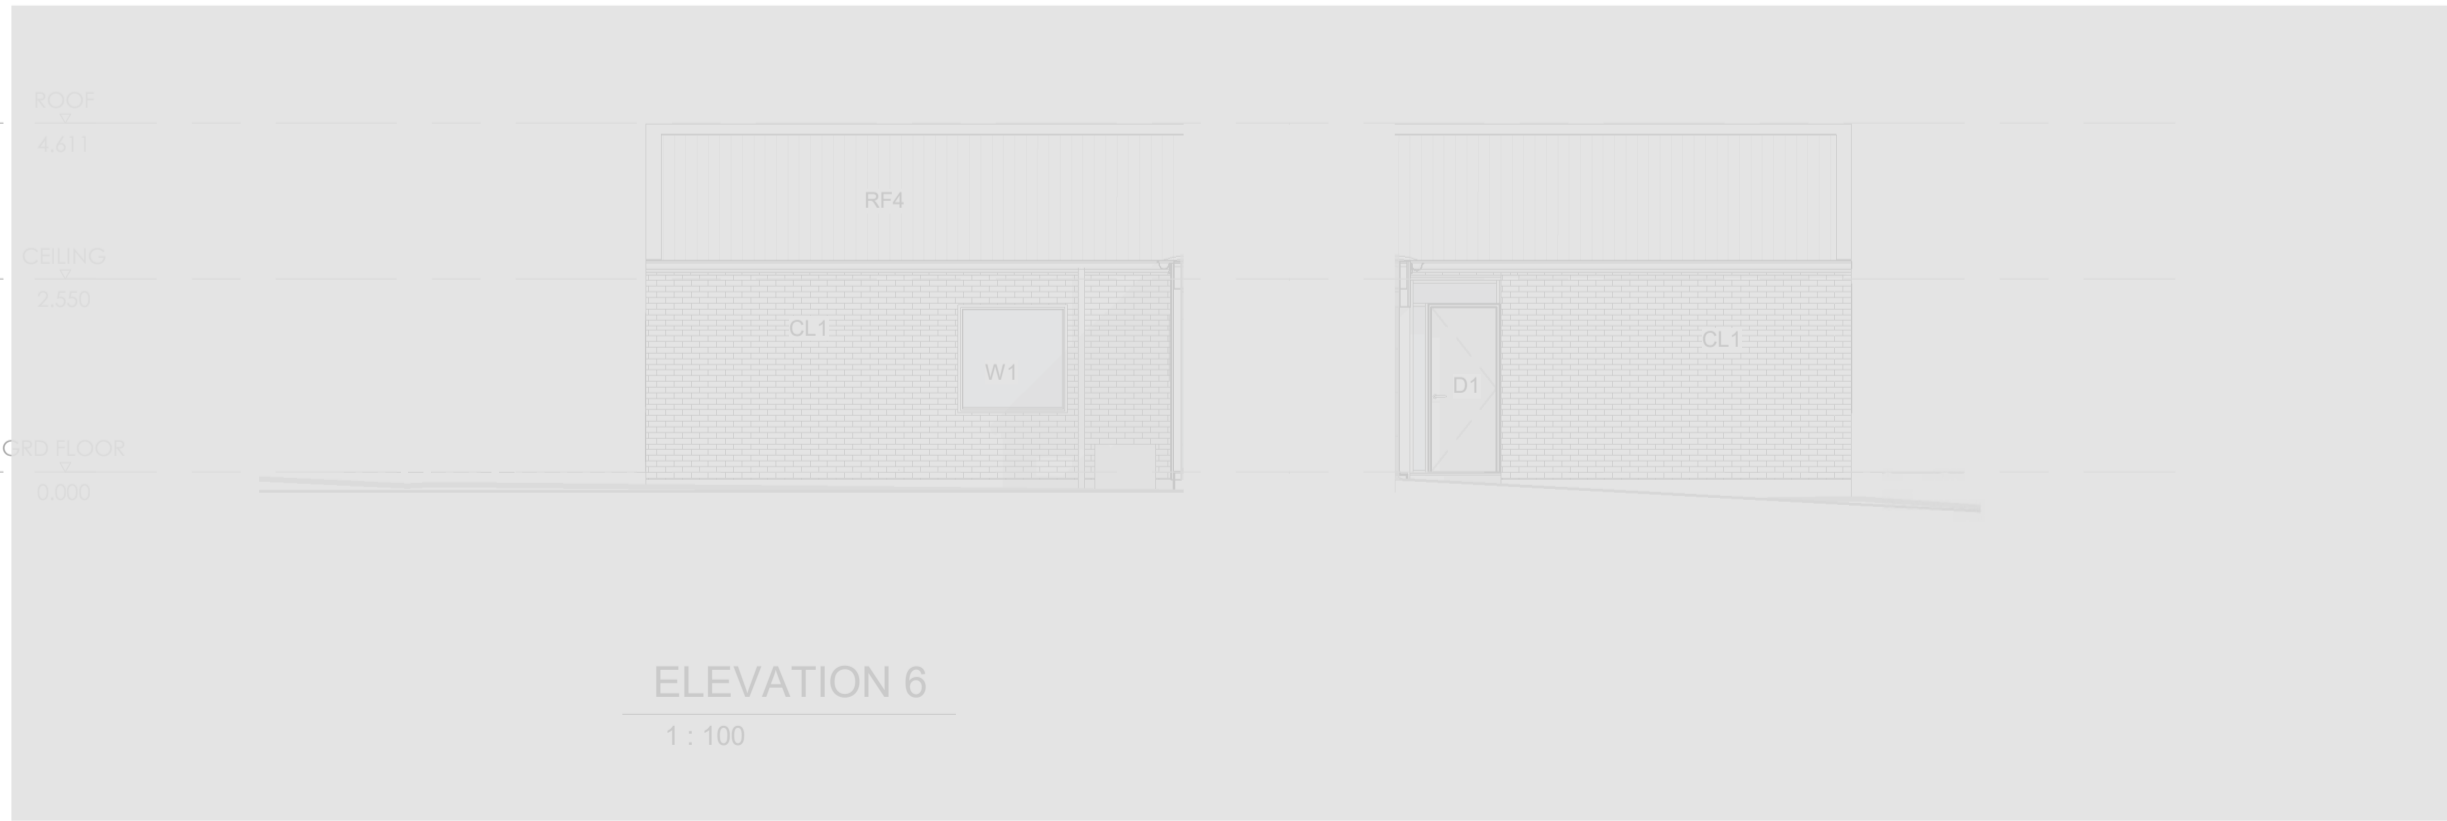 ROOF
4.611
RF4
CEILING
2.550
CL1
CL1
W1
D1
GRD FLOOR
0.000
ELEVATION 6
1 : 100